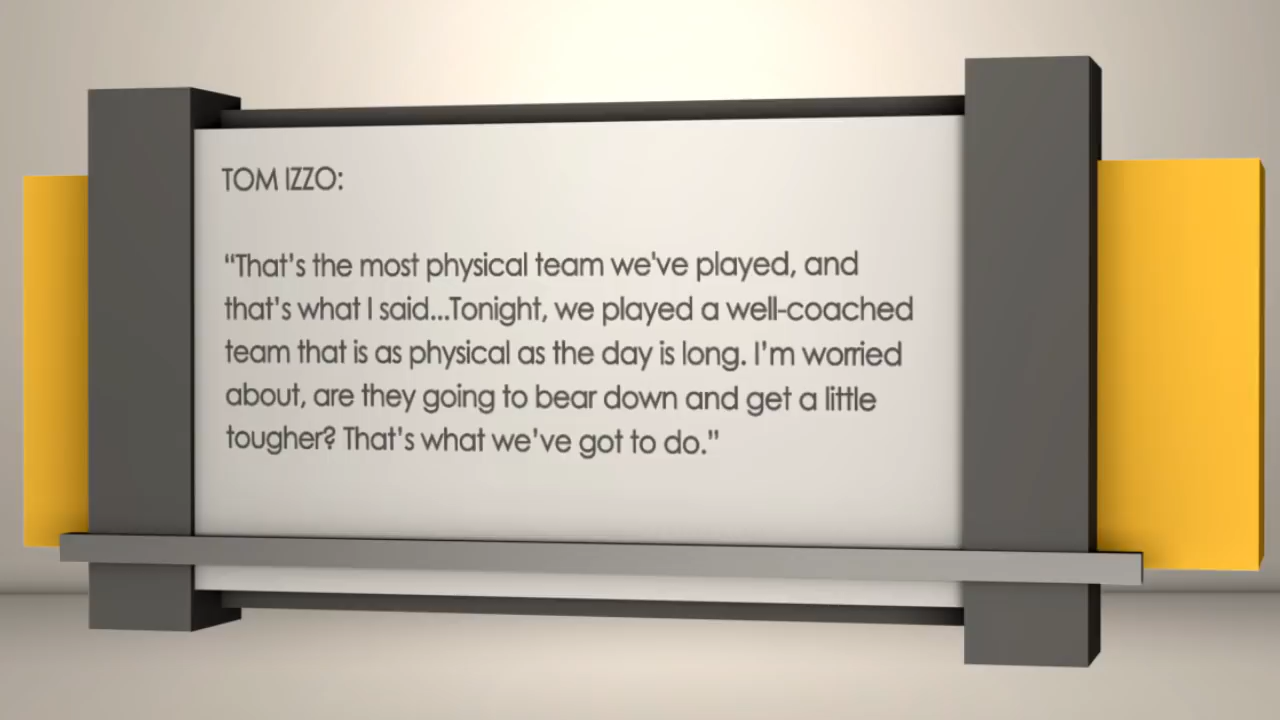 TOM IZZO:
“That’s the most physical team we've played, and
that’s what I said...Tonight, we played a well-coached
team that is as physical as the day is long. I’m worried
about, are they going to bear down and get a little
tougher? That’s what we’ve got to do.”